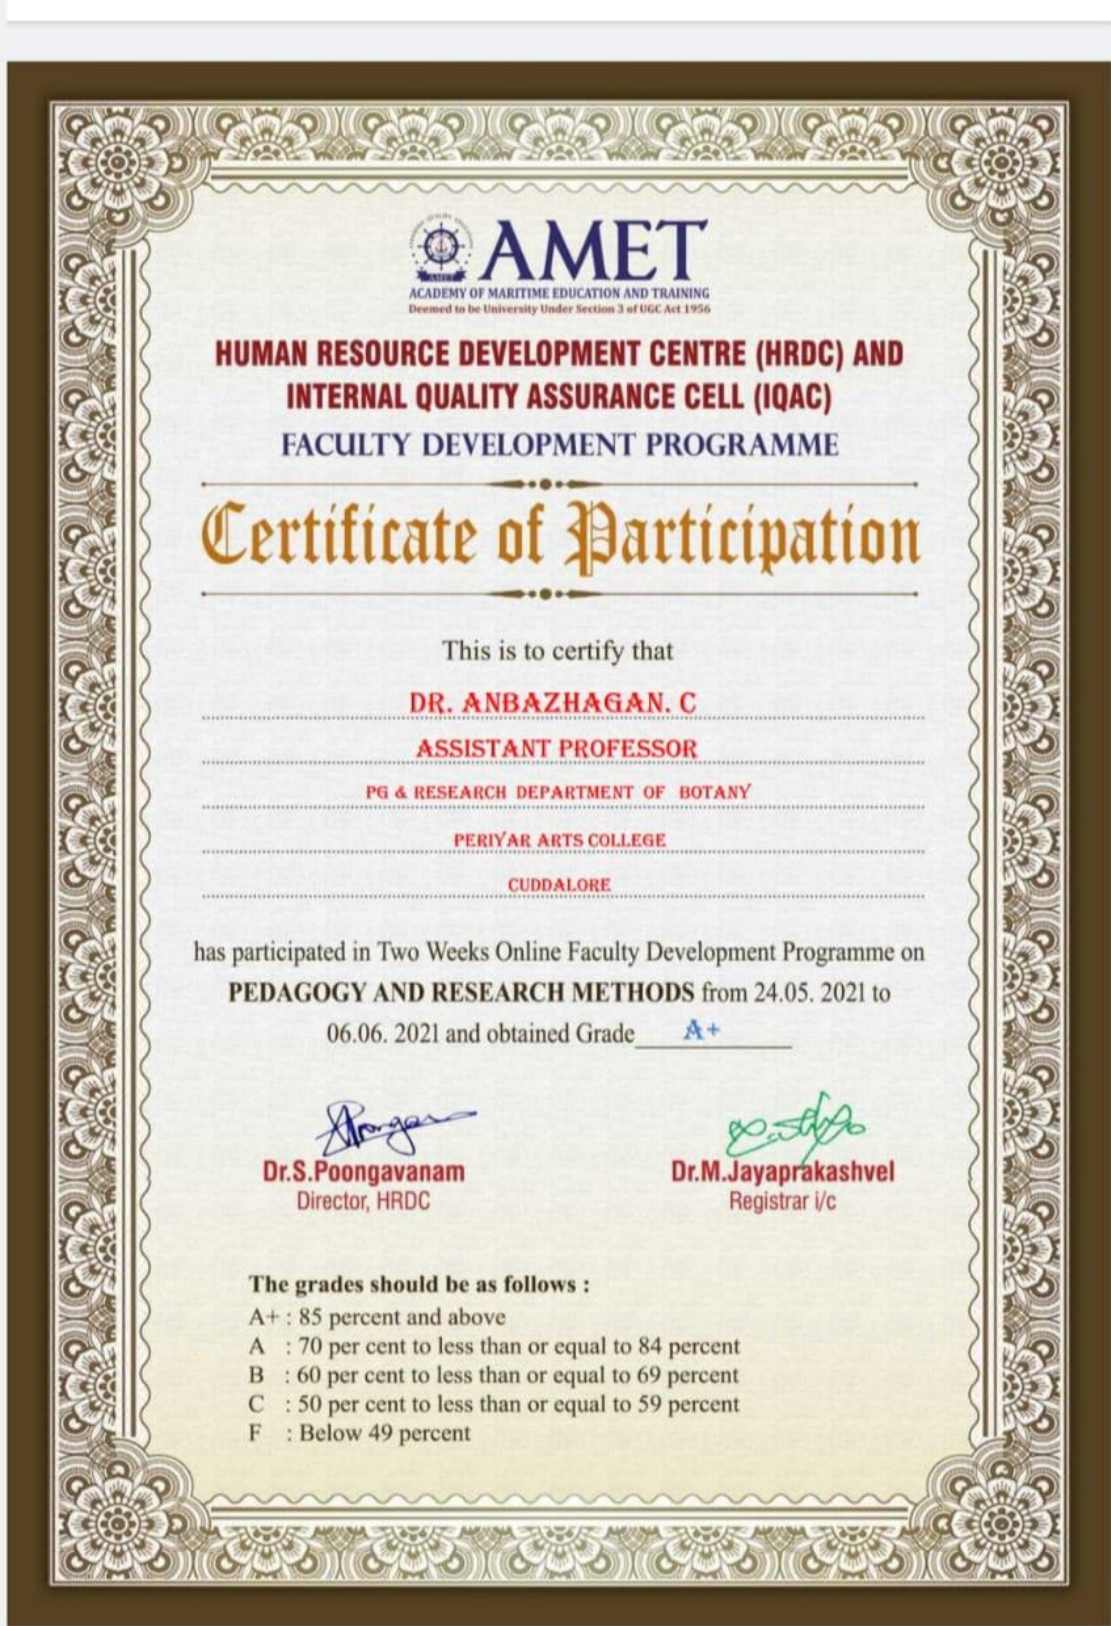 AMET
ACADEMY OF MARITIME EDUCATION AND TRAINING
Deemed to be University Under Section 3 of UGC Act 1956
HUMAN RESOURCE DEVELOPMENT CENTRE (HRDC) AND
INTERNAL QUALITY ASSURANCE CELL (IQAC)
FACULTY DEVELOPMENT PROGRAMME
Certificate of Participation
This is to certify that
DR. ANBAZHAGAN. C
ASSISTANT PROFESSOR
PG & RESEARCH DEPARTMENT OF BOTANY
PERIYAR ARTS COLLEGE
CUDDALORE
has participated in Two Weeks Online Faculty Development Programme on
PEDAGOGY AND RESEARCH METHODS from 24.05. 2021 to
06.06. 2021 and obtained Grade A+
Dr.S.Poongavanam Dr.M.Jayaprakashvel
Director, HRDC Registrar i/c
The grades should be as follows :
A+ : 85 percent and above
A : 70 per cent to less than or equal to 84 percent
B : 60 per cent to less than or equal to 69 percent
C : 50 per cent to less than or equal to 59 percent
F : Below 49 percent